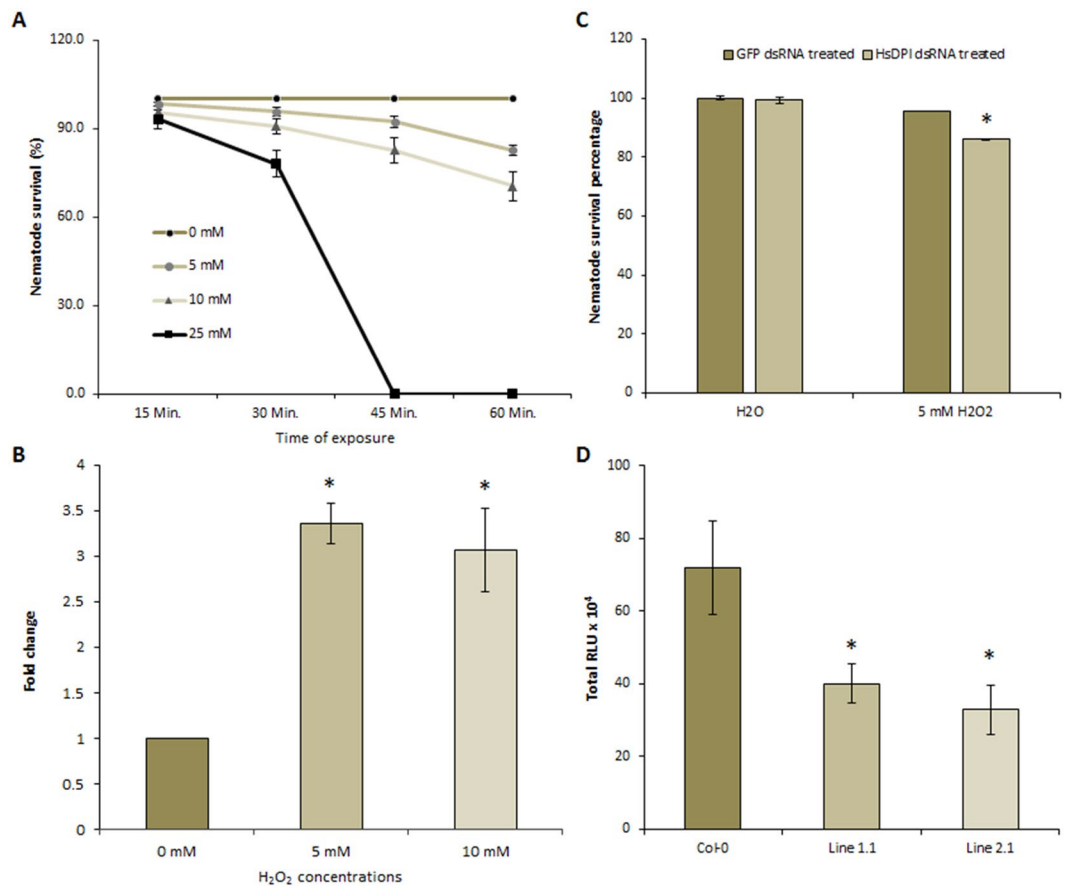 A
120.0
90.0
60.0
30.0
0.0
Nematode survival (%)
0 mM
5 mM
10 mM
25 mM
15 Min.
30 Min.
45 Min.
60 Min.
Time of exposure
C
120
100
80
60
40
20
0
Nematode survival percentage
GFP dsRNA treated
HsDPI dsRNA treated
*
H2O
5 mM H2O2
B
4
3.5
3
2.5
2
1.5
1
0.5
0
Fold change
*
*
0 mM
5 mM
10 mM
H₂O₂ concentrations
D
100
80
60
40
20
0
Total RLU x 10⁴
*
*
Col-0
Line 1.1
Line 2.1